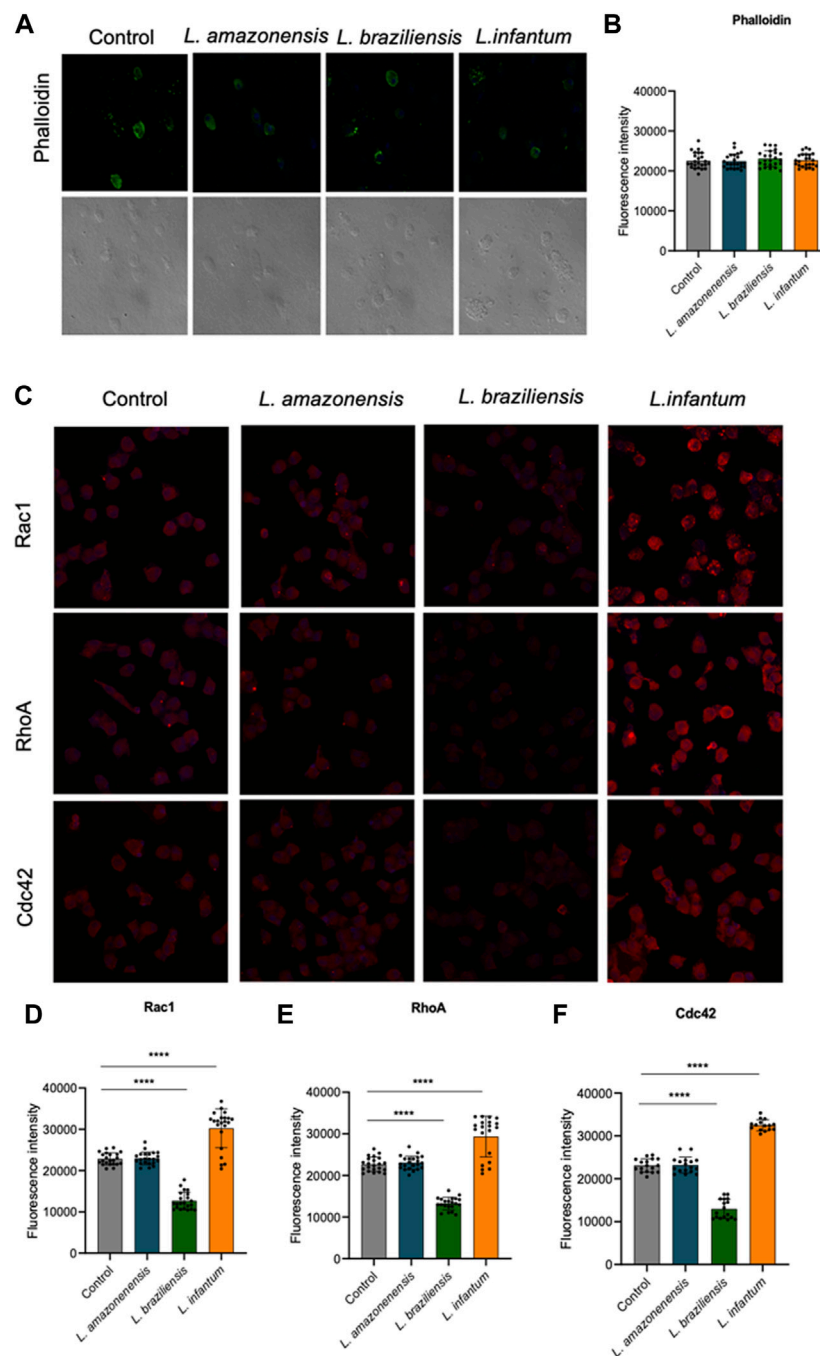 A
Control
L. amazonensis
L. braziliensis
L.infantum
Phalloidin
B
Phalloidin
Fluorescence intensity
40000
30000
20000
10000
0
Control
L. amazonenensis
L. braziliensis
L. infantum
C
Control
L. amazonensis
L. braziliensis
L.infantum
Rac1
RhoA
Cdc42
D
Rac1
****
****
Fluorescence intensity
40000
30000
20000
10000
0
Control
L. amazonenensis
L. braziliensis
L. infantum
E
RhoA
****
****
Fluorescence intensity
40000
30000
20000
10000
0
Control
L. amazonenensis
L. braziliensis
L. infantum
F
Cdc42
****
****
Fluorescence intensity
40000
30000
20000
10000
0
Control
L. amazonenensis
L. braziliensis
L. infantum